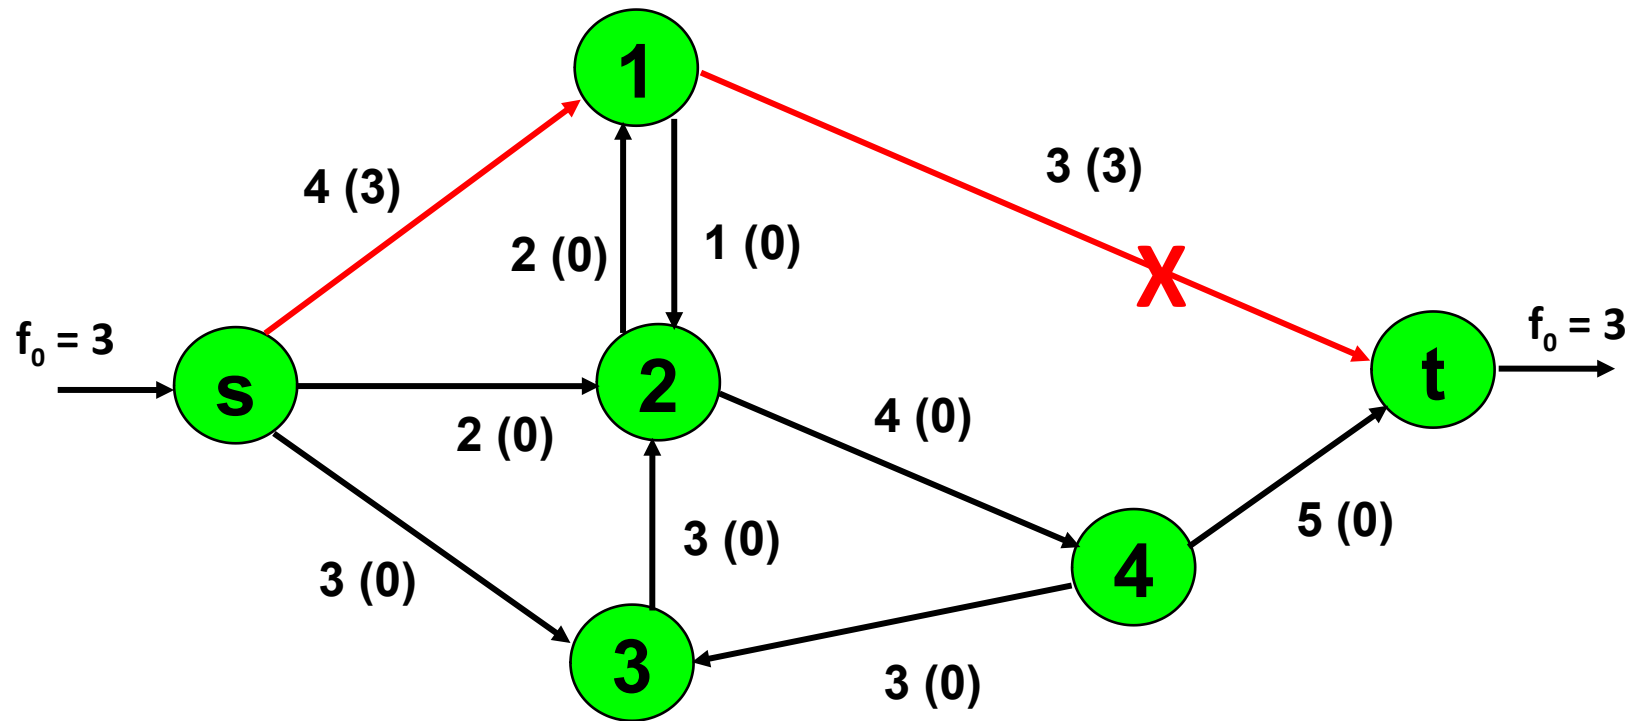 1
4 (3)
3 (3)
2 (0)
1 (0)
X
f₀ = 3
f₀ = 3
s
2
t
2 (0)
4 (0)
3 (0)
3 (0)
5 (0)
4
3
3 (0)